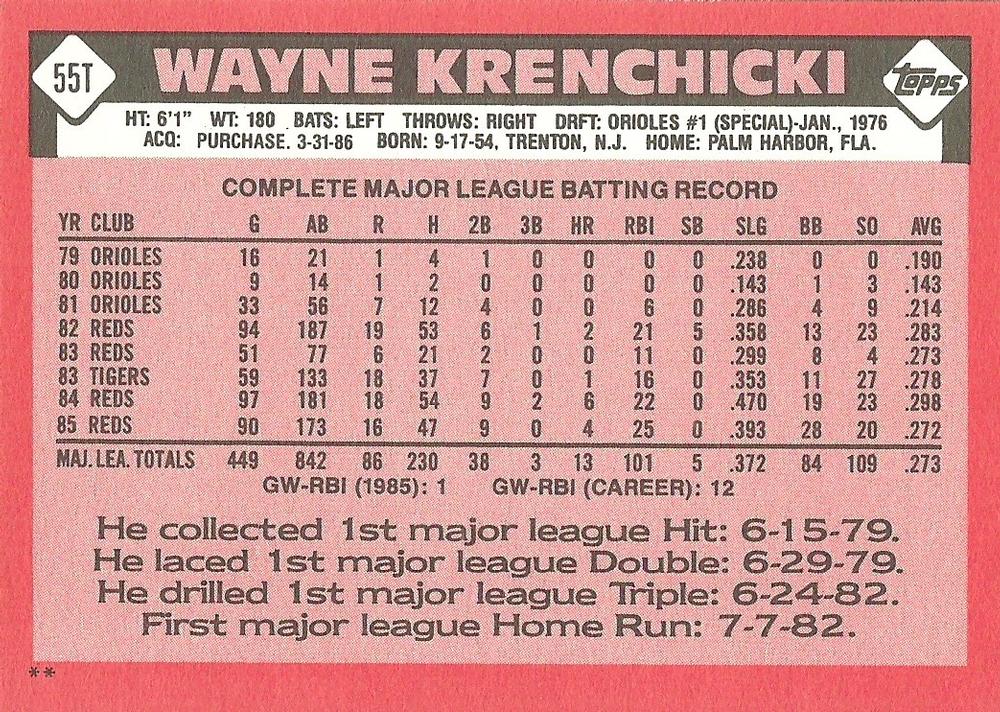 55T WAYNE KRENCHICKI Topps
HT: 6'1" WT: 180 BATS: LEFT THROWS: RIGHT DRFT: ORIOLES #1 (SPECIAL)-JAN., 1976
ACQ: PURCHASE. 3-31-86 BORN: 9-17-54, TRENTON, N.J. HOME: PALM HARBOR, FLA.
COMPLETE MAJOR LEAGUE BATTING RECORD
YR CLUB G AB R H 2B 3B HR RBI SB SLG BB SO AVG
79 ORIOLES 16 21 1 4 1 0 0 0 0 .238 0 0 .190
80 ORIOLES 9 14 1 2 0 0 0 0 0 .143 1 3 .143
81 ORIOLES 33 56 7 12 4 0 0 6 0 .286 4 9 .214
82 REDS 94 187 19 53 6 1 2 21 5 .358 13 23 .283
83 REDS 51 77 6 21 2 0 0 11 0 .299 8 4 .273
83 TIGERS 59 133 18 37 7 0 1 16 0 .353 11 27 .278
84 REDS 97 181 18 54 9 2 6 22 0 .470 19 23 .298
85 REDS 90 173 16 47 9 0 4 25 0 .393 28 20 .272
MAJ. LEA. TOTALS 449 842 86 230 38 3 13 101 5 .372 84 109 .273
GW-RBI (1985): 1 GW-RBI (CAREER): 12
He collected 1st major league Hit: 6-15-79.
He laced 1st major league Double: 6-29-79.
He drilled 1st major league Triple: 6-24-82.
First major league Home Run: 7-7-82.
**